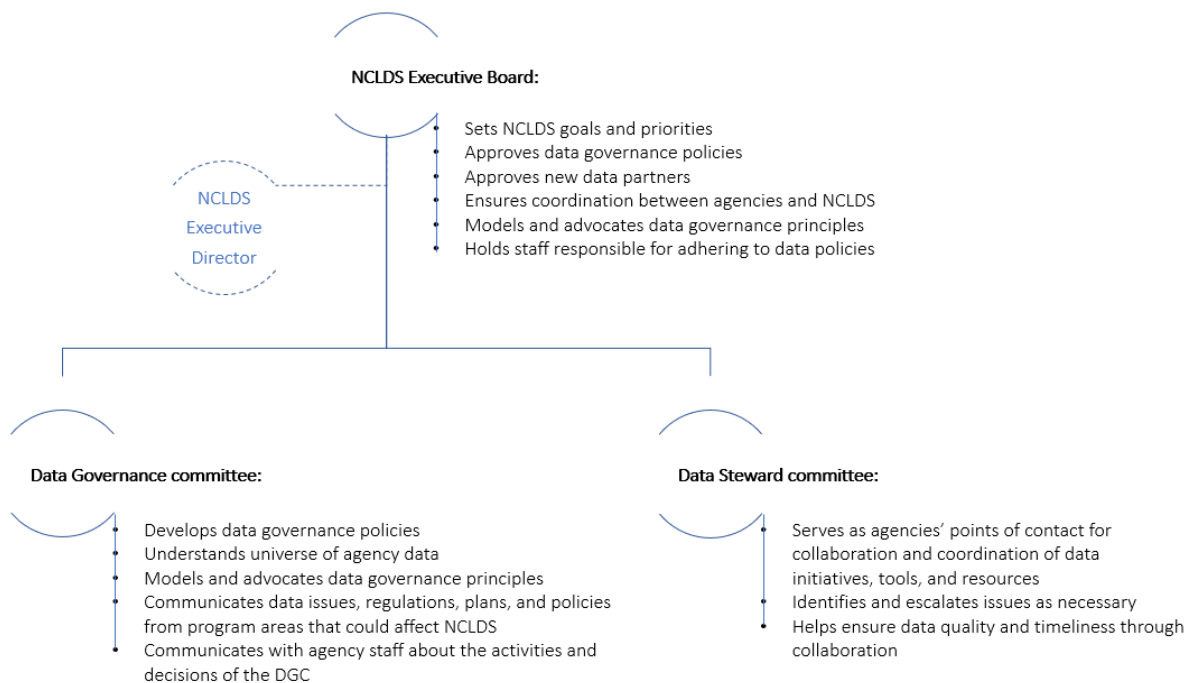 NCLDS Executive Board:
• Sets NCLDS goals and priorities
• Approves data governance policies
• Approves new data partners
• Ensures coordination between agencies and NCLDS
• Models and advocates data governance principles
• Holds staff responsible for adhering to data policies
NCLDS
Executive
Director
Data Governance committee:
• Develops data governance policies
• Understands universe of agency data
• Models and advocates data governance principles
• Communicates data issues, regulations, plans, and policies
from program areas that could affect NCLDS
• Communicates with agency staff about the activities and
decisions of the DGC
Data Steward committee:
• Serves as agencies’ points of contact for
collaboration and coordination of data
initiatives, tools, and resources
• Identifies and escalates issues as necessary
• Helps ensure data quality and timeliness through
collaboration